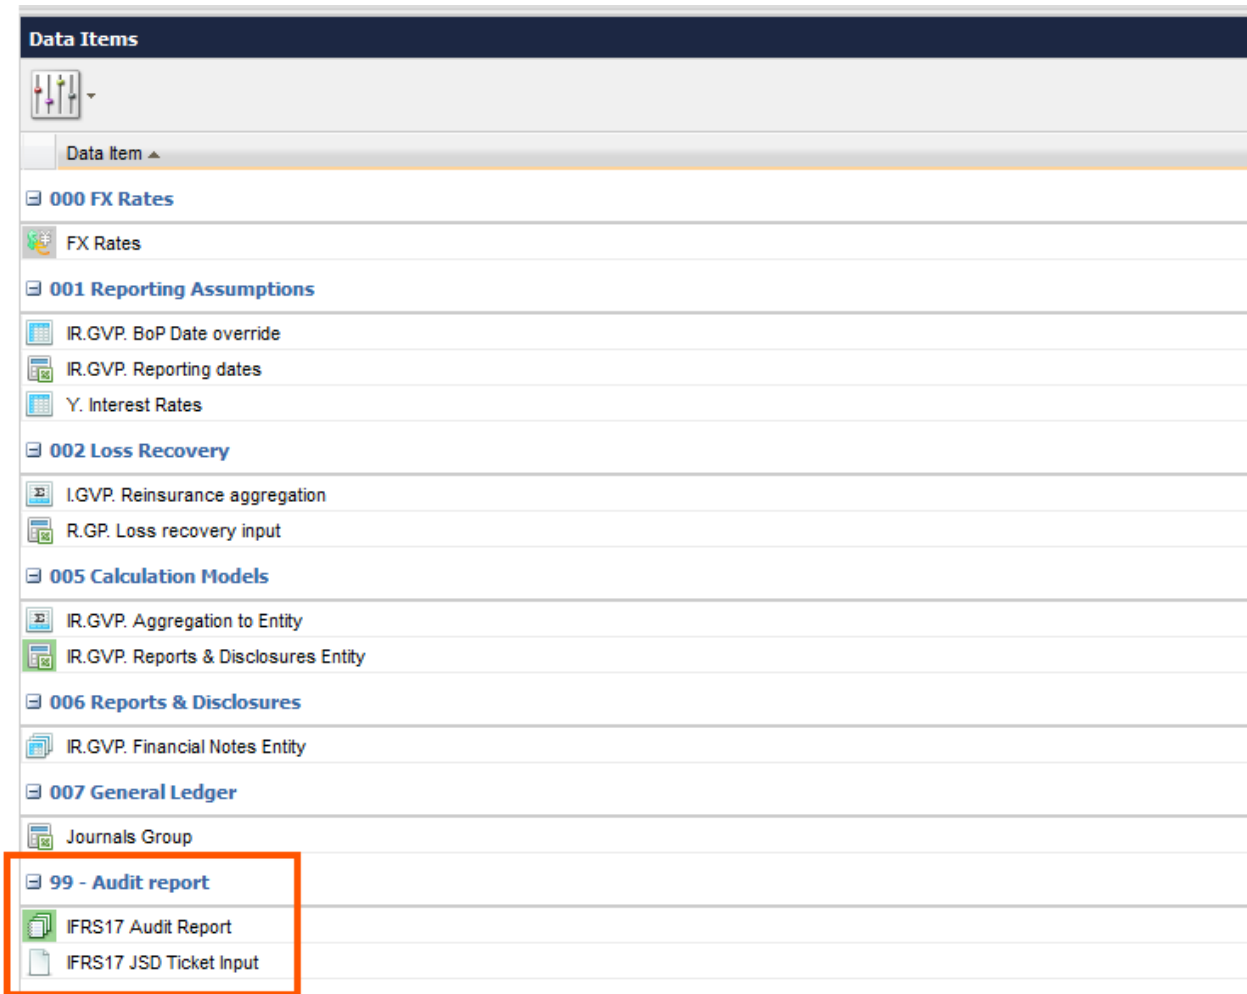 Data Items
Data Item
000 FX Rates
FX Rates
001 Reporting Assumptions
IR.GVP. BoP Date override
IR.GVP. Reporting dates
Y. Interest Rates
002 Loss Recovery
I.GVP. Reinsurance aggregation
R.GP. Loss recovery input
005 Calculation Models
IR.GVP. Aggregation to Entity
IR.GVP. Reports & Disclosures Entity
006 Reports & Disclosures
IR.GVP. Financial Notes Entity
007 General Ledger
Journals Group
99 - Audit report
IFRS17 Audit Report
IFRS17 JSD Ticket Input